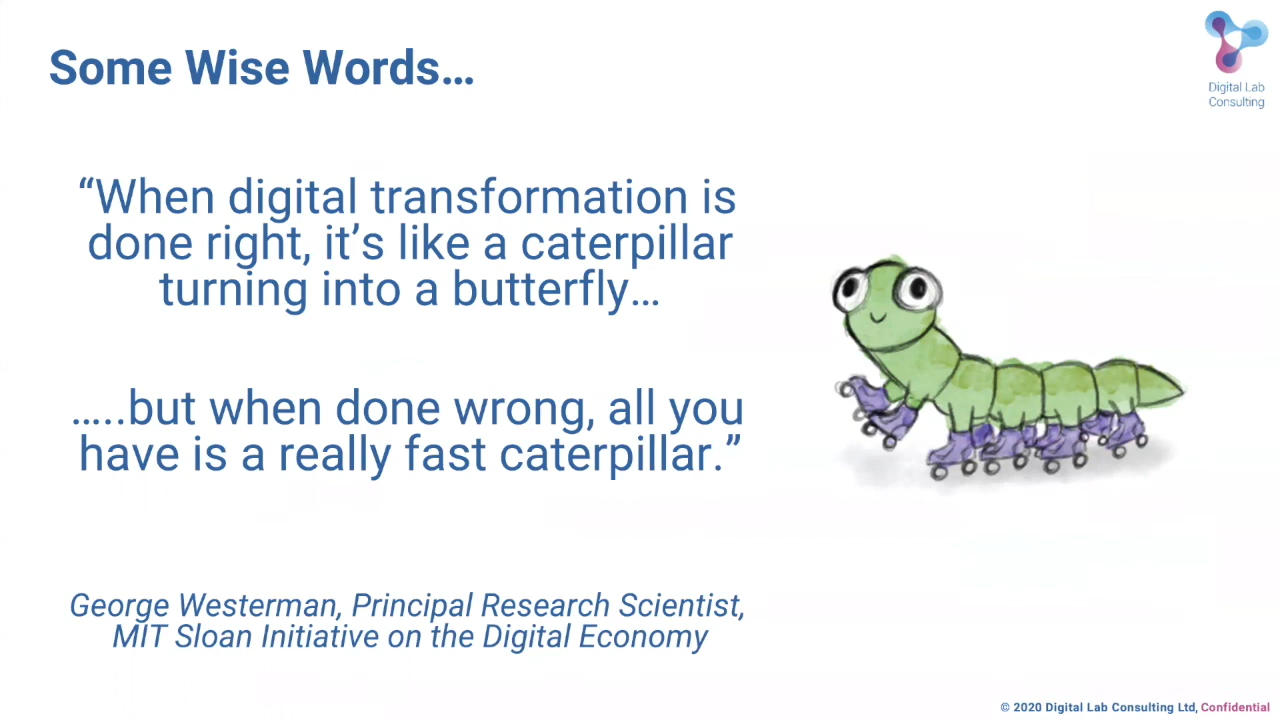 Some Wise Words…
Digital Lab
Consulting
“When digital transformation is
done right, it’s like a caterpillar
turning into a butterfly…
…..but when done wrong, all you
have is a really fast caterpillar.”
George Westerman, Principal Research Scientist,
MIT Sloan Initiative on the Digital Economy
© 2020 Digital Lab Consulting Ltd, Confidential